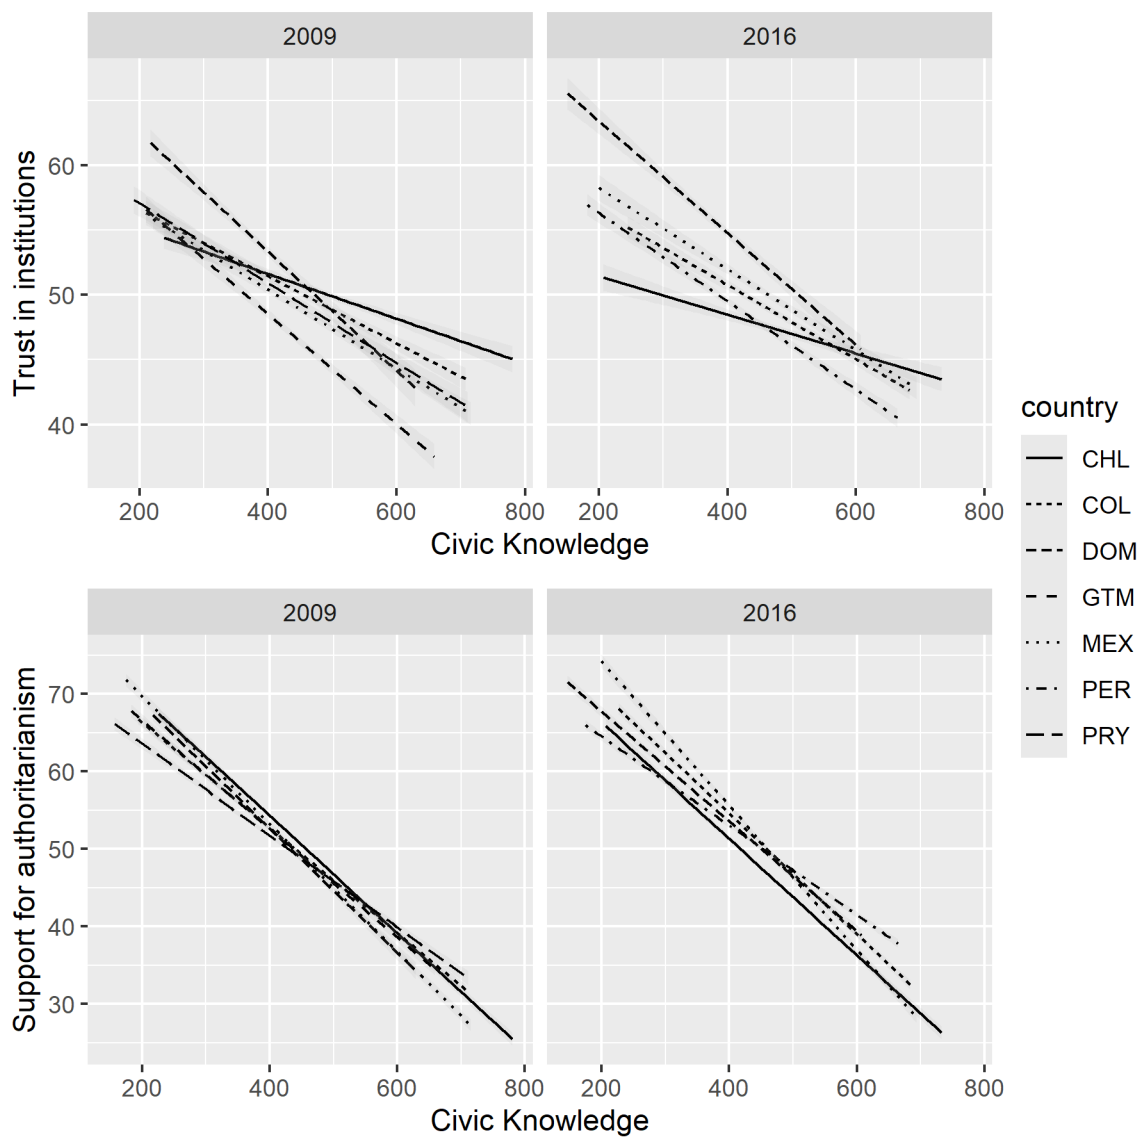 2009 2016
Trust in institutions
60
50
40
200 400 600 800 200 400 600 800
Civic Knowledge
2009 2016
Support for authoritarianism
70
60
50
40
30
200 400 600 800 200 400 600 800
Civic Knowledge
country
CHL
COL
DOM
GTM
MEX
PER
PRY